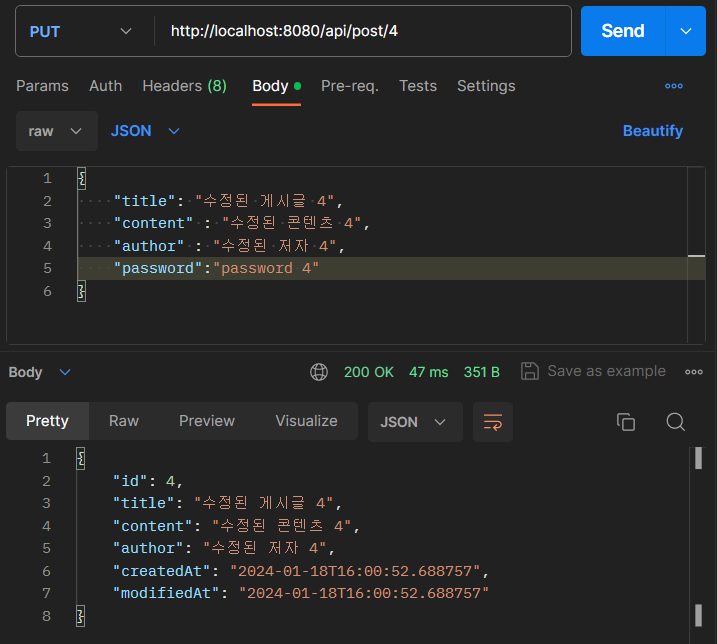 PUT http://localhost:8080/api/post/4 Send
Params Auth Headers (8) Body Pre-req. Tests Settings
raw JSON Beautify
1 {
2 "title": "수정된 게시글 4",
3 "content" : "수정된 콘텐츠 4",
4 "author" : "수정된 저자 4",
5 "password":"password 4"
6 }
Body 200 OK 47 ms 351 B Save as example
Pretty Raw Preview Visualize JSON
1 {
2 "id": 4,
3 "title": "수정된 게시글 4",
4 "content": "수정된 콘텐츠 4",
5 "author": "수정된 저자 4",
6 "createdAt": "2024-01-18T16:00:52.688757",
7 "modifiedAt": "2024-01-18T16:00:52.688757"
8 }